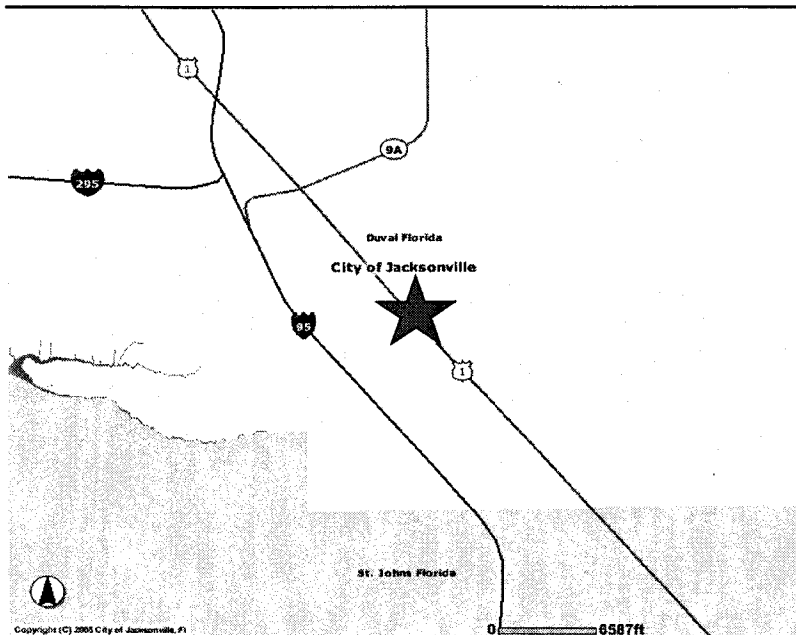 1
9A
295
Duval Florida
City of Jacksonville
95
1
St. Johns Florida
Copyright (C) 2005 City of Jacksonville, Fl
0 6587ft